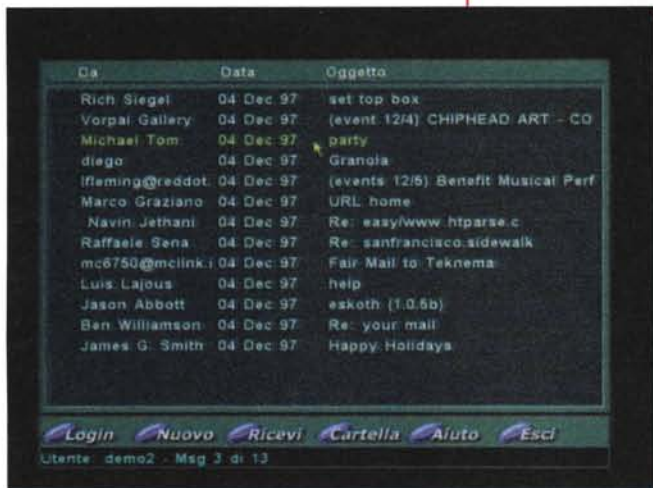 Da Data Oggetto
Rich Siegel 04 Dec 97 set top box
Vorpal Gallery 04 Dec 97 (event 12/4) CHIPHEAD ART - CO
Michael Tom 04 Dec 97 party
diego 04 Dec 97 Granola
lfleming@reddot. 04 Dec 97 (events 12/5) Benefit Musical Perf
Marco Graziano 04 Dec 97 URL home
Navin Jethani 04 Dec 97 Re: easy/www htparse.c
Raffaele Sena 04 Dec 97 Re: sanfrancisco.sidewalk
mc6750@mclink.i 04 Dec 97 Fair Mail to Teknema
Luis Lajous 04 Dec 97 help
Jason Abbott 04 Dec 97 eskoth (1.0.5b)
Ben Williamson 04 Dec 97 Re: your mail
James G. Smith 04 Dec 97 Happy Holidays
Login Nuovo Ricevi Cartella Aiuto Esci
Utente: demo2 - Msg 3 di 13